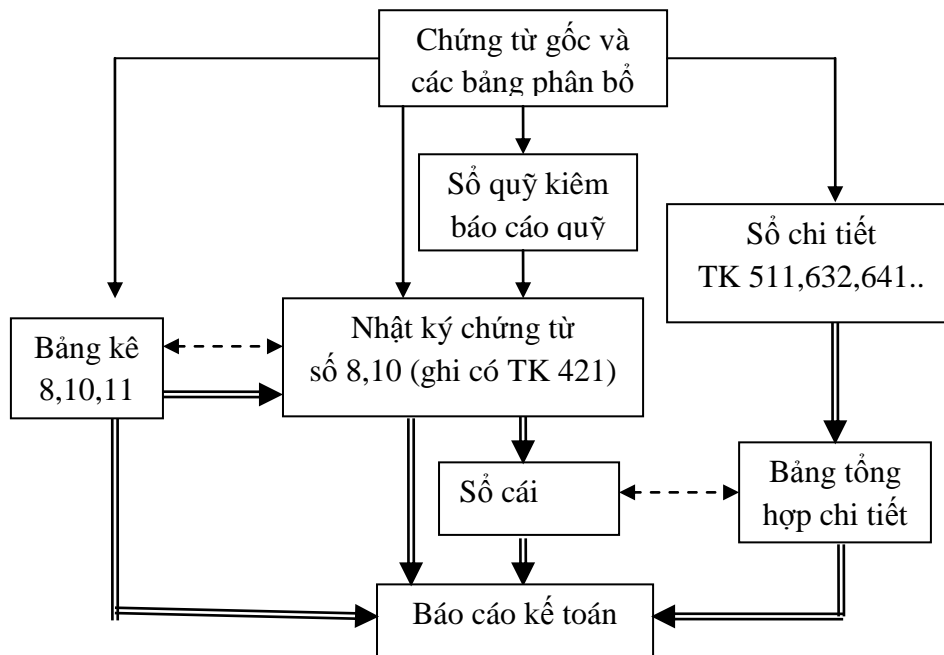 Chứng từ gốc và
các bảng phân bổ
Sổ quỹ kiêm
báo cáo quỹ
Sổ chi tiết
TK 511,632,641..
Nhật ký chứng từ
số 8,10 (ghi có TK 421)
Bảng kê
8,10,11
Sổ cái
Bảng tổng
hợp chi tiết
Báo cáo kế toán